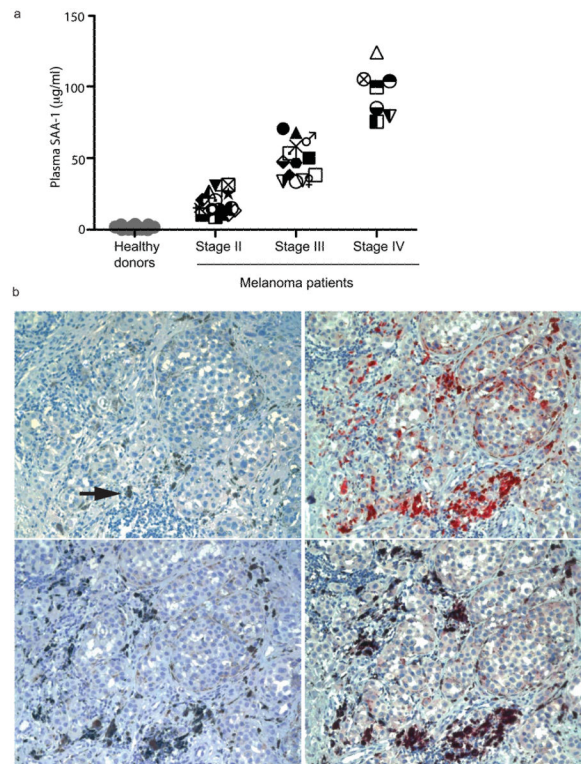 a
150
100
50
0
Plasma SAA-1 (µg/ml)
Healthy donors
Stage II
Stage III
Stage IV
Melanoma patients
b